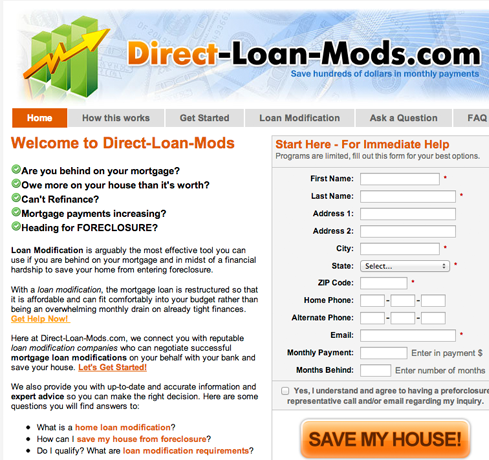 Direct-Loan-Mods.com
Save hundreds of dollars in monthly payments
Home
How this works
Get Started
Loan Modification
Ask a Question
FAQ
Welcome to Direct-Loan-Mods
Are you behind on your mortgage?
Owe more on your house than it's worth?
Can't Refinance?
Mortgage payments increasing?
Heading for FORECLOSURE?
Loan Modification is arguably the most effective tool you can
use if you are behind on your mortgage and in midst of a financial
hardship to save your home from entering foreclosure.
With a loan modification, the mortgage loan is restructured so that
it is affordable and can fit comfortably into your budget rather than
being an overwhelming monthly drain on already tight finances.
Get Help Now!
Here at Direct-Loan-Mods.com, we connect you with reputable
loan modification companies who can negotiate successful
mortgage loan modifications on your behalf with your bank and
save your house. Let's Get Started!
We also provide you with up-to-date and accurate information and
expert advice so you can make the right decision. Here are some
questions you will find answers to:
• What is a home loan modification?
• How can I save my house from foreclosure?
• Do I qualify? What are loan modification requirements?
Start Here - For Immediate Help
Programs are limited, fill out this form for your best options.
First Name: *
Last Name: *
Address 1:
Address 2:
City: *
State: Select... *
ZIP Code: *
Home Phone: - -
Alternate Phone: - -
Email: *
Monthly Payment: Enter in payment $
Months Behind: Enter number of months
Yes, I understand and agree to having a preforclosure
representative call and/or email regarding my inquiry.
SAVE MY HOUSE!